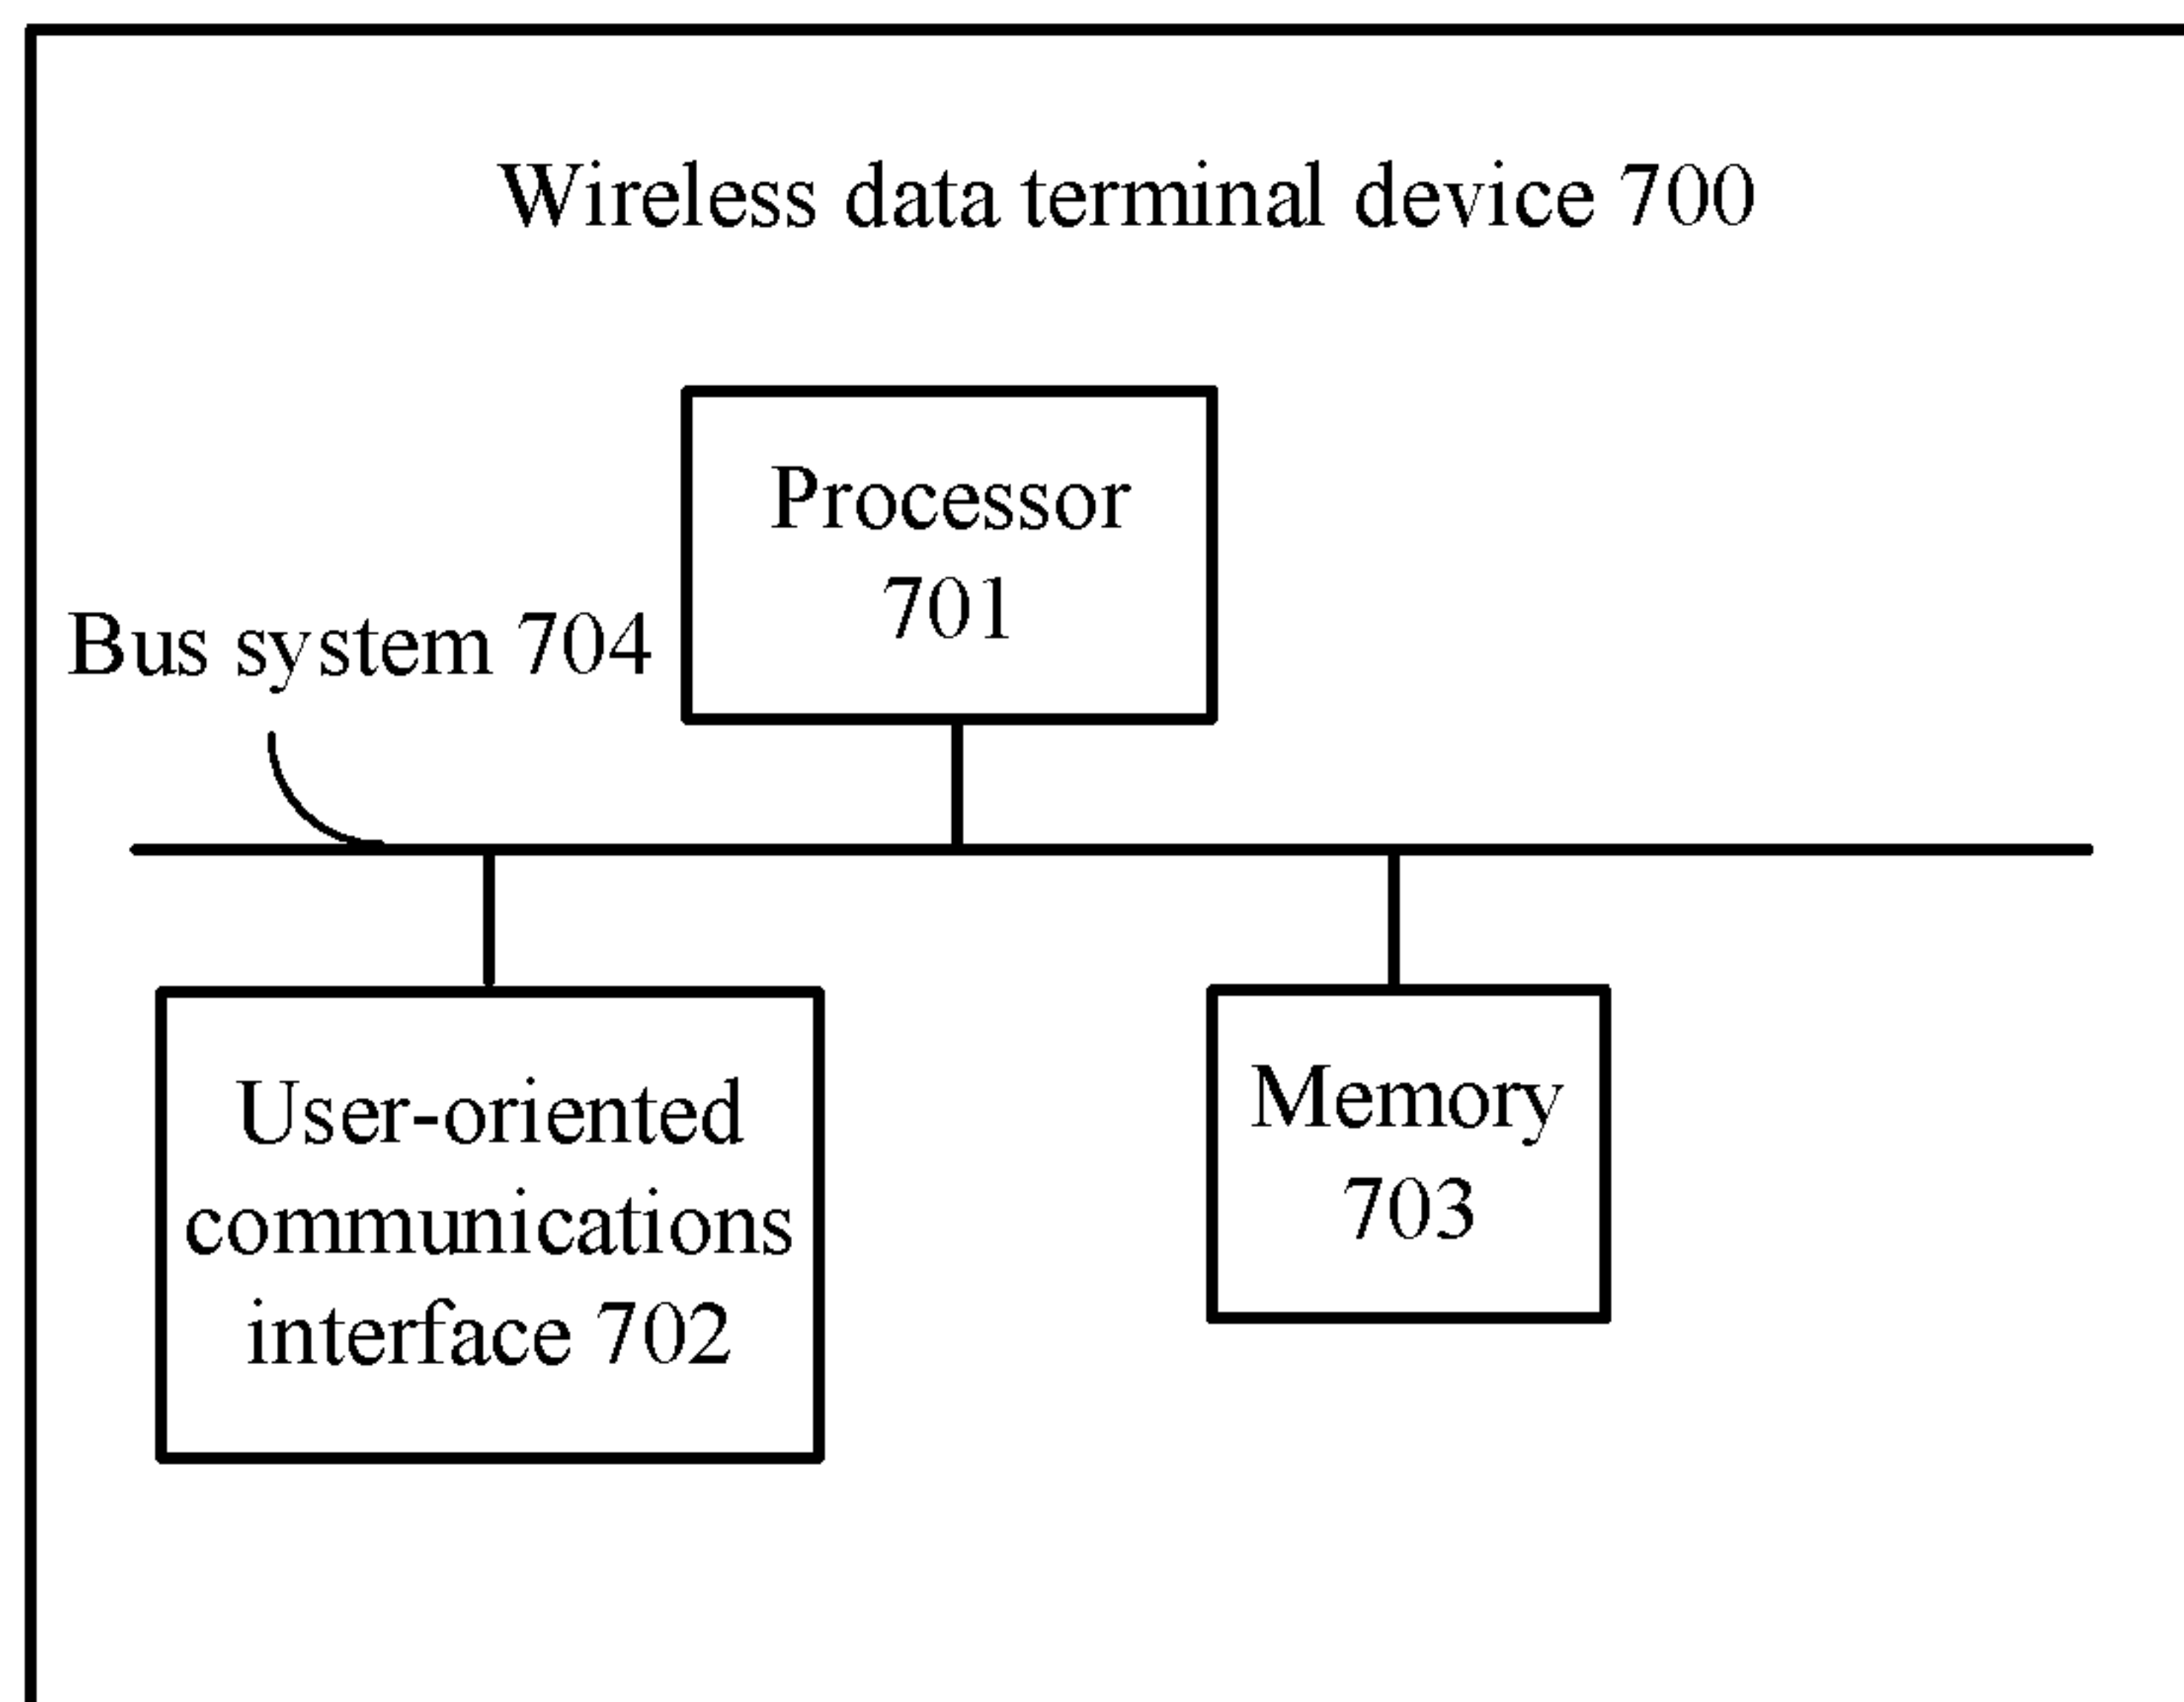 Wireless data terminal device 700
Processor
701
Bus system 704
User-oriented
communications
interface 702
Memory
703